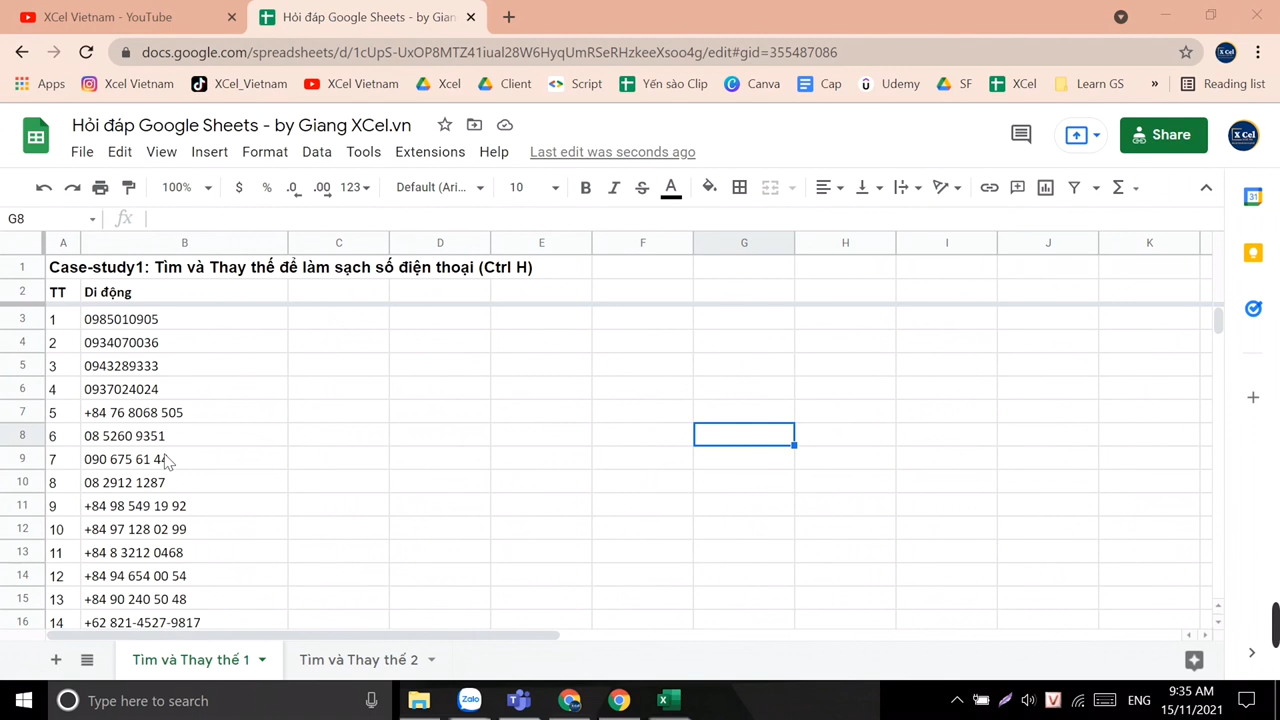 XCel Vietnam - YouTube
Hỏi đáp Google Sheets - by Giang
docs.google.com/spreadsheets/d/1cUpS-UxOP8MTZ41iuaI28W6HyqUmRSeRHzkeeXsoo4g/edit#gid=355487086
Apps Xcel Vietnam XCel_Vietnam Xcel Vietnam Xcel Client Script Yến sào Clip Canva Cap Udemy SF XCel Learn GS » Reading list
Hỏi đáp Google Sheets - by Giang XCel.vn
Share
File Edit View Insert Format Data Tools Extensions Help Last edit was seconds ago
100% $ % .0 .00 123 Default (Ari... 10 B I S A Σ
G8 fx
A B C D E F G H I J K
1 Case-study1: Tìm và Thay thế để làm sạch số điện thoại (Ctrl H)
2 TT Di động
3 1 0985010905
4 2 0934070036
5 3 0943289333
6 4 0937024024
7 5 +84 76 8068 505
8 6 08 5260 9351
9 7 090 675 61
10 8 08 2912 1287
11 9 +84 98 549 19 92
12 10 +84 97 128 02 99
13 11 +84 8 3212 0468
14 12 +84 94 654 00 54
15 13 +84 90 240 50 48
16 14 +62 821-4527-9817
Tìm và Thay thế 1 Tìm và Thay thế 2
Type here to search
Zalo
ENG
9:35 AM
15/11/2021